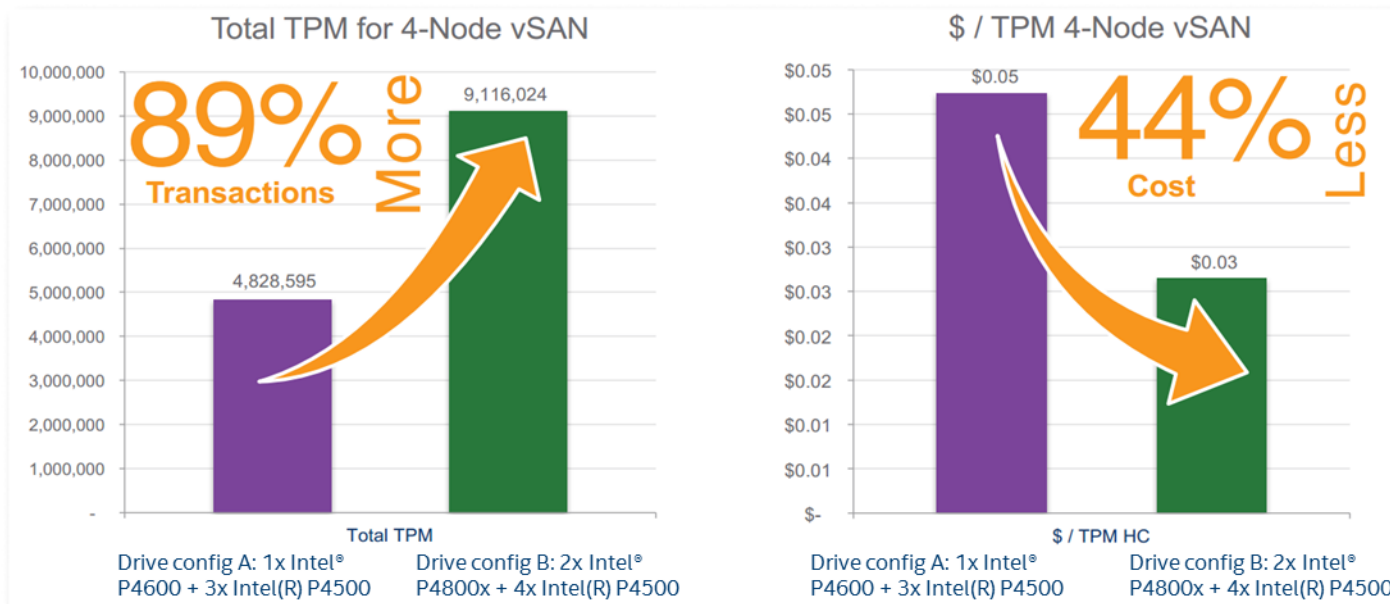 Total TPM for 4-Node vSAN
10,000,000
9,000,000
8,000,000
7,000,000
6,000,000
5,000,000
4,000,000
3,000,000
2,000,000
1,000,000
-
89%
More
Transactions
4,828,595
9,116,024
Total TPM
Drive config A: 1x Intel®
P4600 + 3x Intel(R) P4500
Drive config B: 2x Intel®
P4800x + 4x Intel(R) P4500
$ / TPM 4-Node vSAN
$0.05
$0.05
$0.04
$0.04
$0.03
$0.03
$0.02
$0.02
$0.01
$0.01
$-
$0.05
44%
Less
Cost
$0.03
$ / TPM HC
Drive config A: 1x Intel®
P4600 + 3x Intel(R) P4500
Drive config B: 2x Intel®
P4800x + 4x Intel(R) P4500